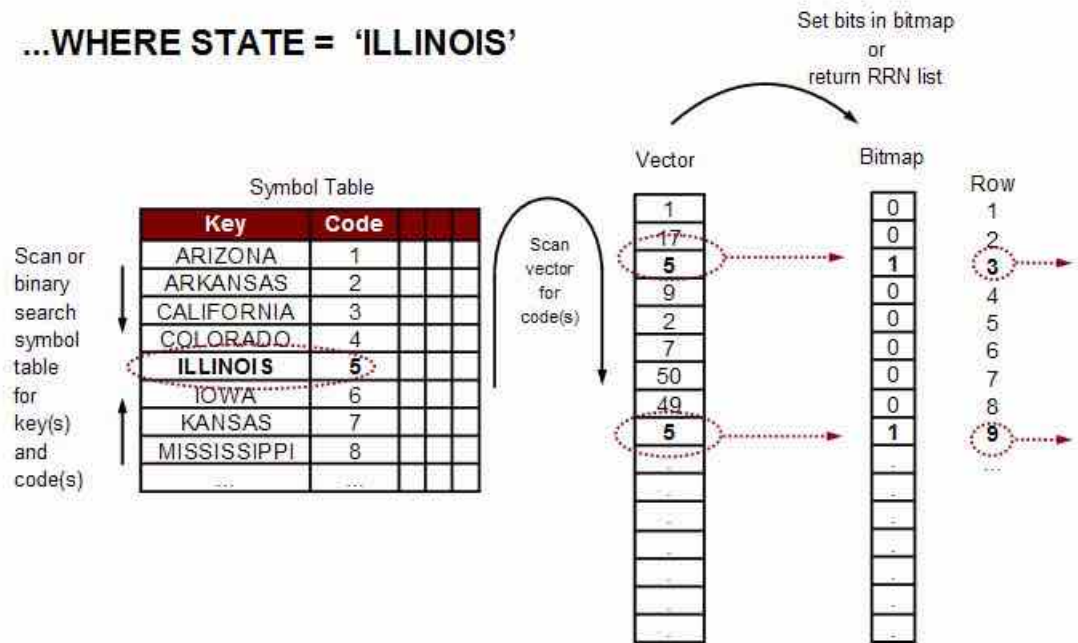 ...WHERE STATE = 'ILLINOIS'
Set bits in bitmap
or
return RRN list
Scan or
binary
search
symbol
table
for
key(s)
and
code(s)
Symbol Table
Key Code
ARIZONA 1
ARKANSAS 2
CALIFORNIA 3
COLORADO 4
ILLINOIS 5
IOWA 6
KANSAS 7
MISSISSIPPI 8
... ...
Scan
vector
for
code(s)
Vector
1
17
5
9
2
7
50
49
5
.
.
.
.
.
.
.
Bitmap
0
0
1
0
0
0
0
0
1
.
.
.
.
.
.
.
Row
1
2
3
4
5
6
7
8
9
...